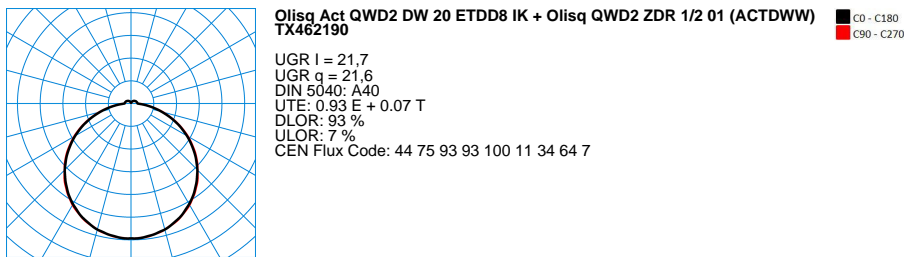 Olisq Act QWD2 DW 20 ETDD8 IK + Olisq QWD2 ZDR 1/2 01 (ACTDWW)
TX462190
UGR I = 21,7
UGR q = 21,6
DIN 5040: A40
UTE: 0.93 E + 0.07 T
DLOR: 93 %
ULOR: 7 %
CEN Flux Code: 44 75 93 93 100 11 34 64 7
C0 - C180
C90 - C270